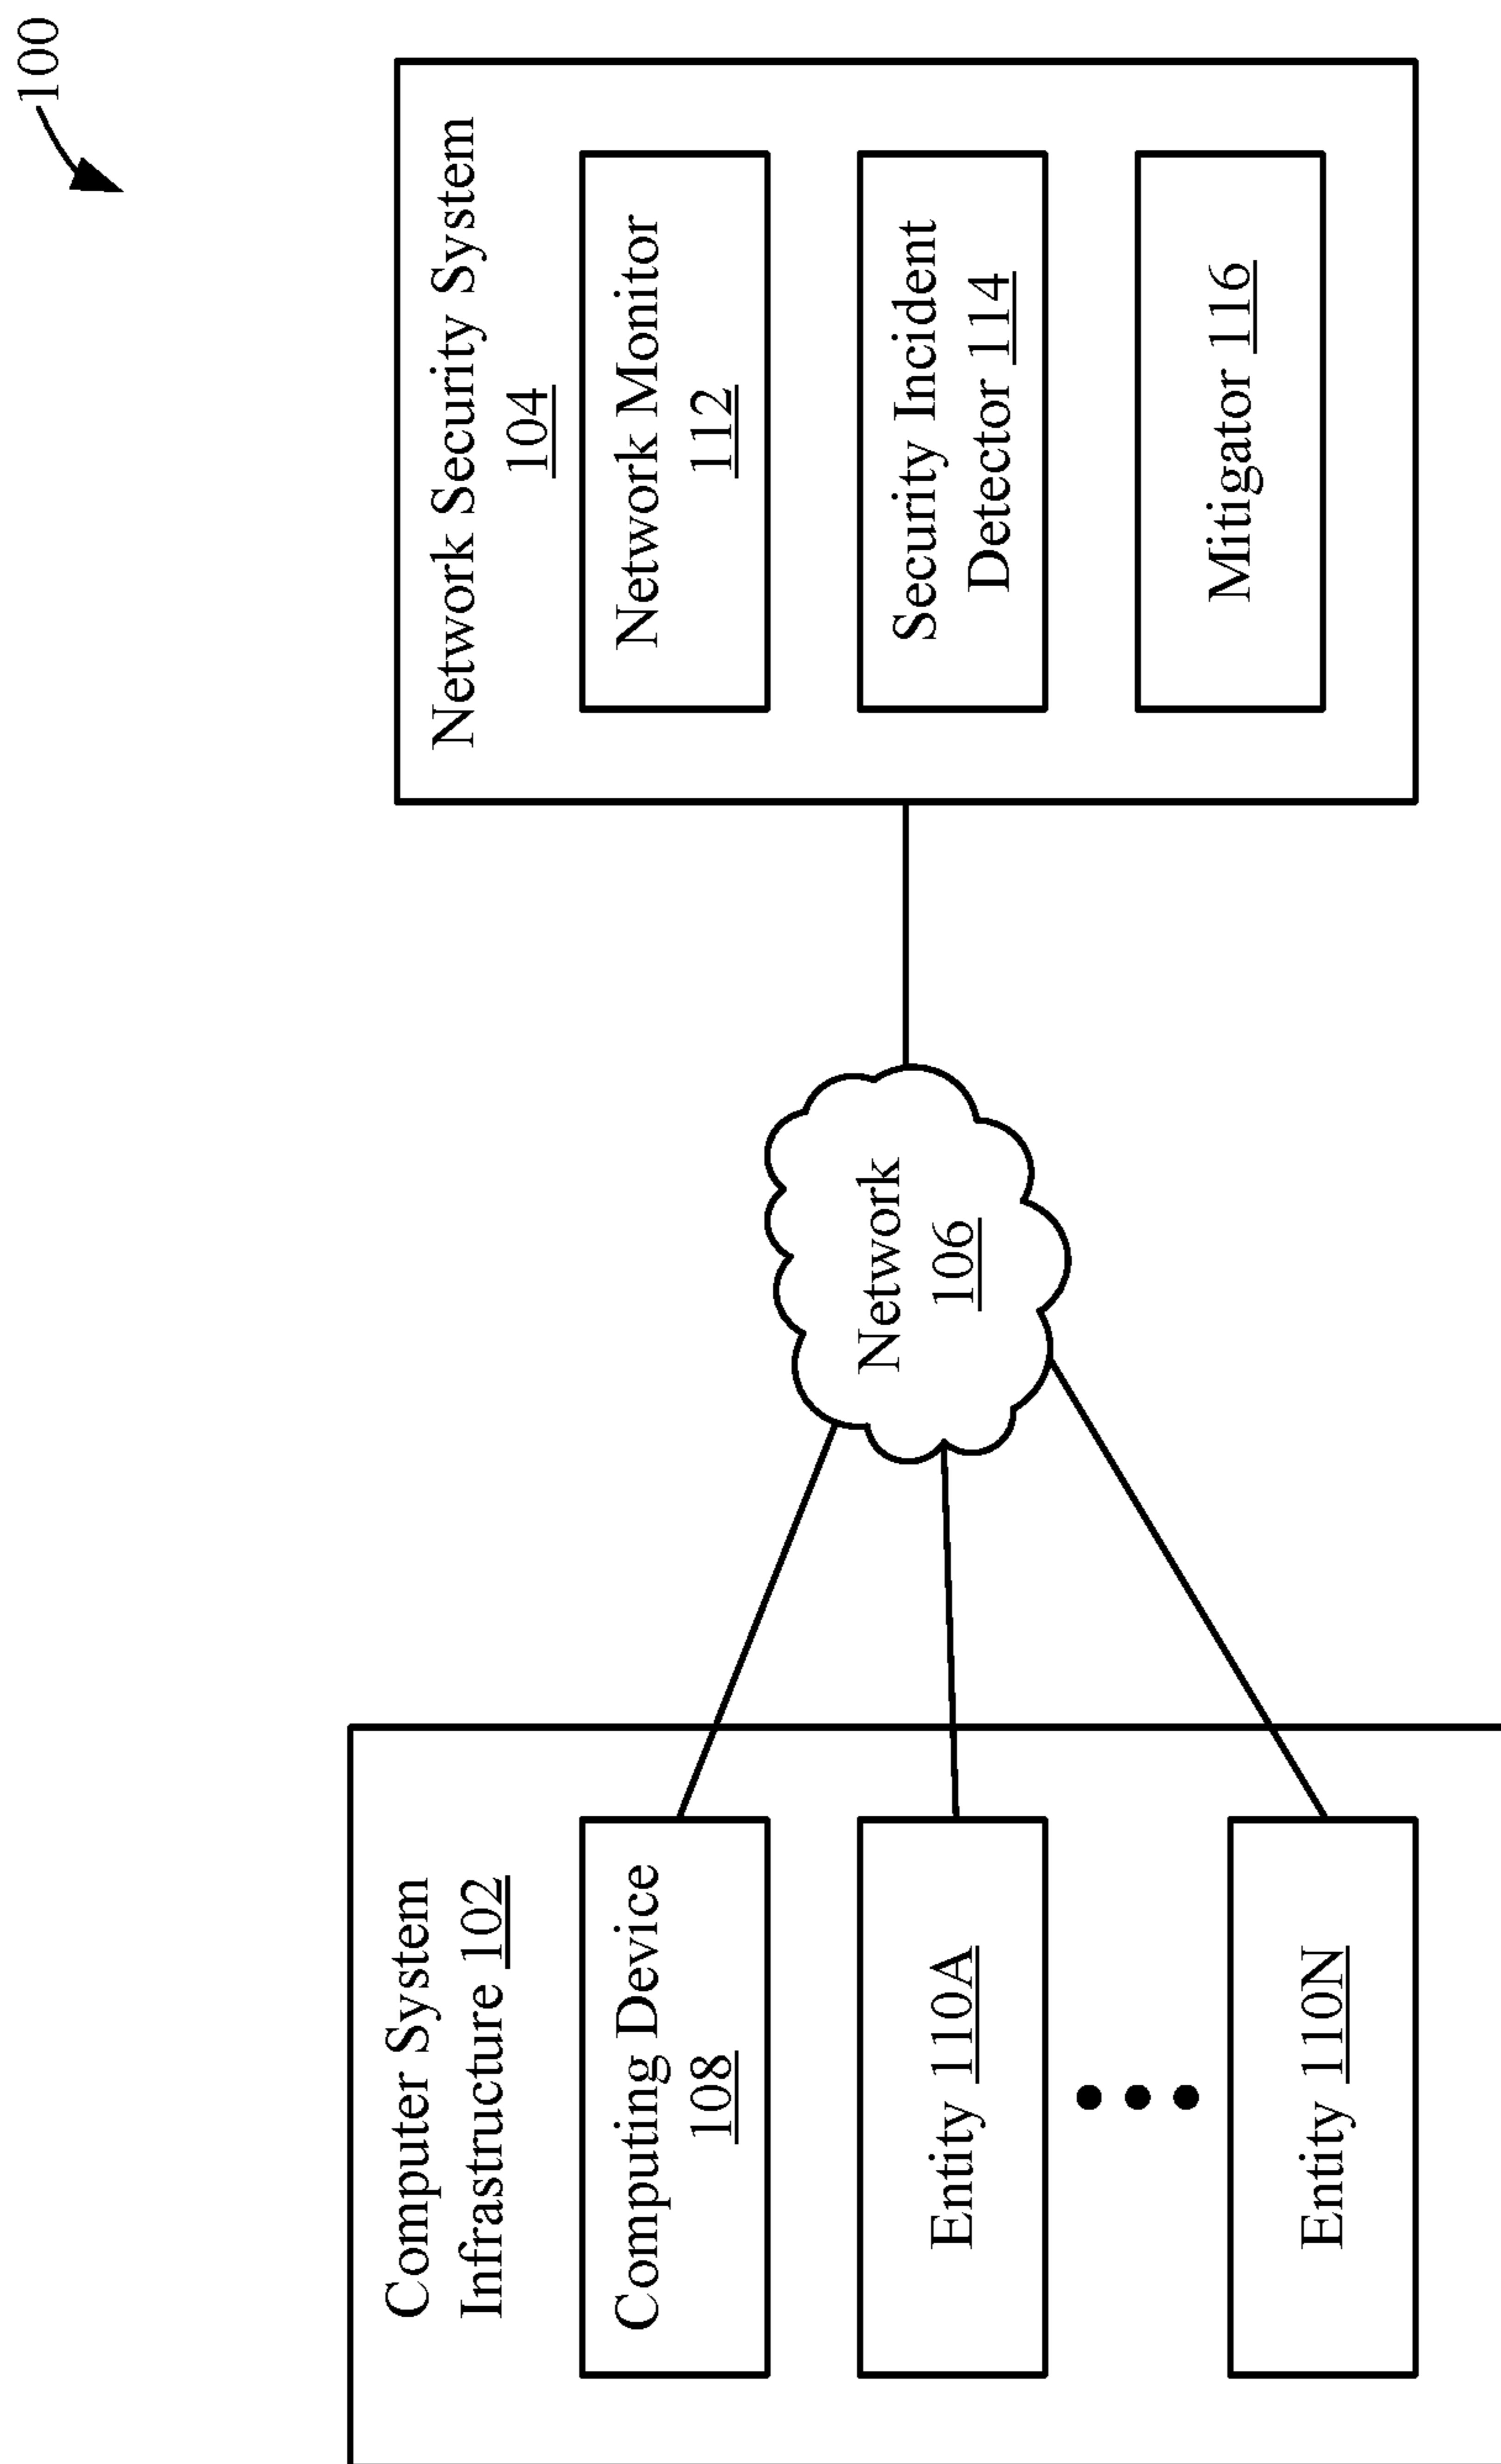 100
Computer System
Infrastructure 102
Computing Device
108
Entity 110A
Entity 110N
Network
106
Network Security System
104
Network Monitor
112
Security Incident
Detector 114
Mitigator 116